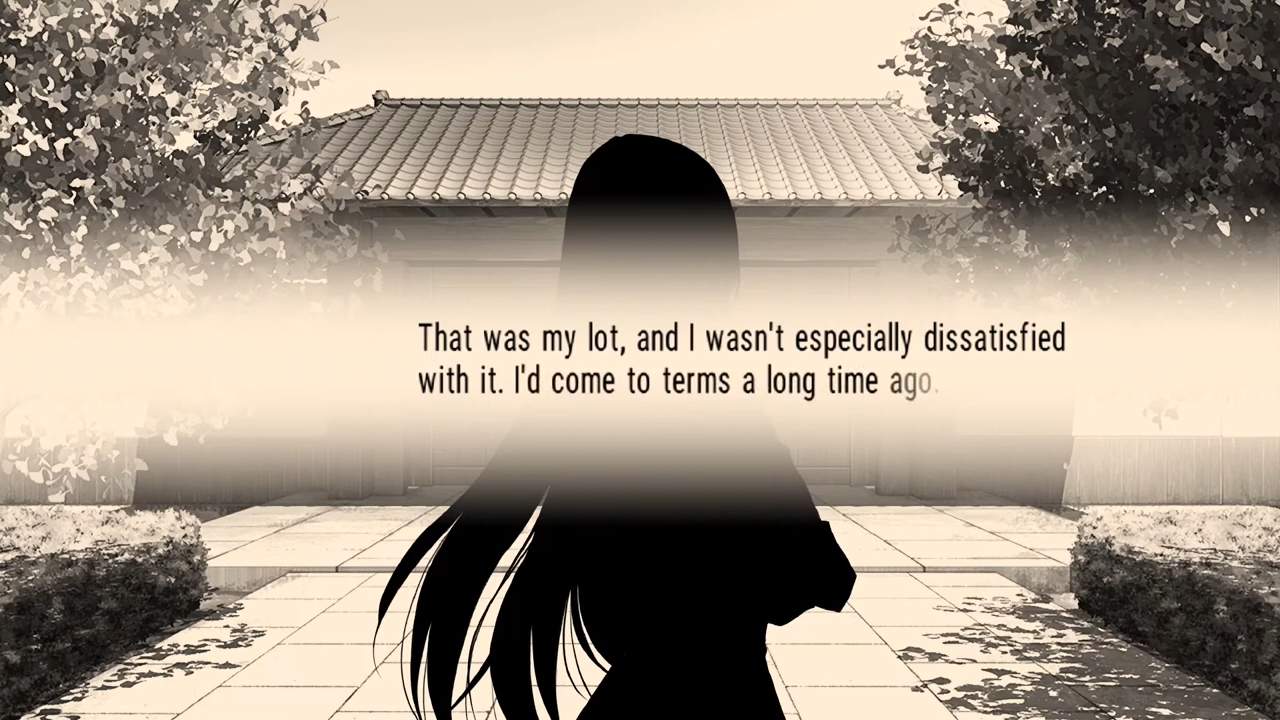 That was my lot, and I wasn't especially dissatisfied
with it. I'd come to terms a long time ago.